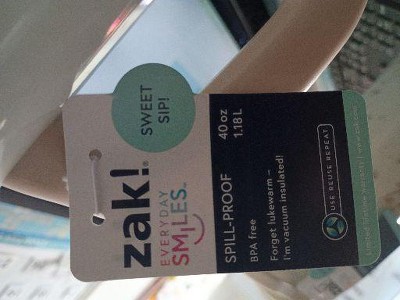 SWEET
SIP!
zak!®
EVERYDAY
SMILES.
SPILL-PROOF 40 oz
BPA free 1.18 L
Forget lukewarm –
I'm vacuum insulated!
USE REUSE REPEAT